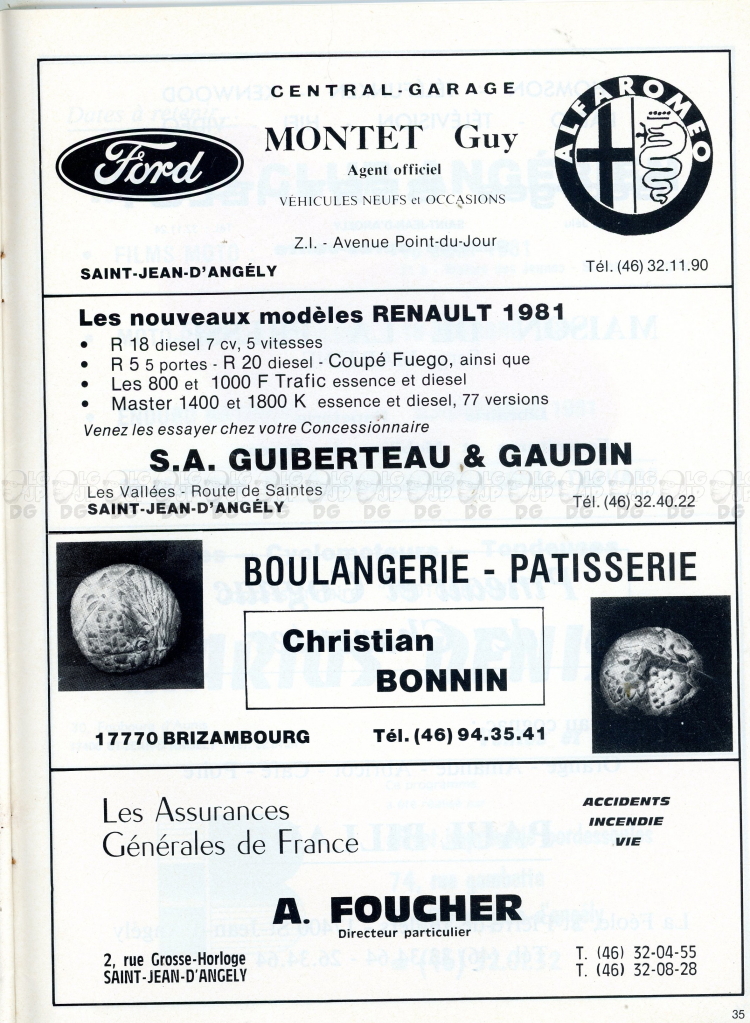 CENTRAL-GARAGE
MONTET Guy
Agent officiel
VÉHICULES NEUFS et OCCASIONS
Ford
ALFA ROMEO
Z.I. - Avenue Point-du-Jour
SAINT-JEAN-D'ANGÉLY
Tél. (46) 32.11.90
Les nouveaux modèles RENAULT 1981
• R 18 diesel 7 cv, 5 vitesses
• R 5 5 portes - R 20 diesel - Coupé Fuego, ainsi que
• Les 800 et 1000 F Trafic essence et diesel
• Master 1400 et 1800 K essence et diesel, 77 versions
Venez les essayer chez votre Concessionnaire
S.A. GUIBERTEAU & GAUDIN
Les Vallées - Route de Saintes
SAINT-JEAN-D'ANGÉLY
Tél. (46) 32.40.22
BOULANGERIE - PATISSERIE
Christian
BONNIN
17770 BRIZAMBOURG
Tél. (46) 94.35.41
Les Assurances
Générales de France
ACCIDENTS
INCENDIE
VIE
A. FOUCHER
Directeur particulier
2, rue Grosse-Horloge
SAINT-JEAN-D'ANGELY
T. (46) 32-04-55
T. (46) 32-08-28
35